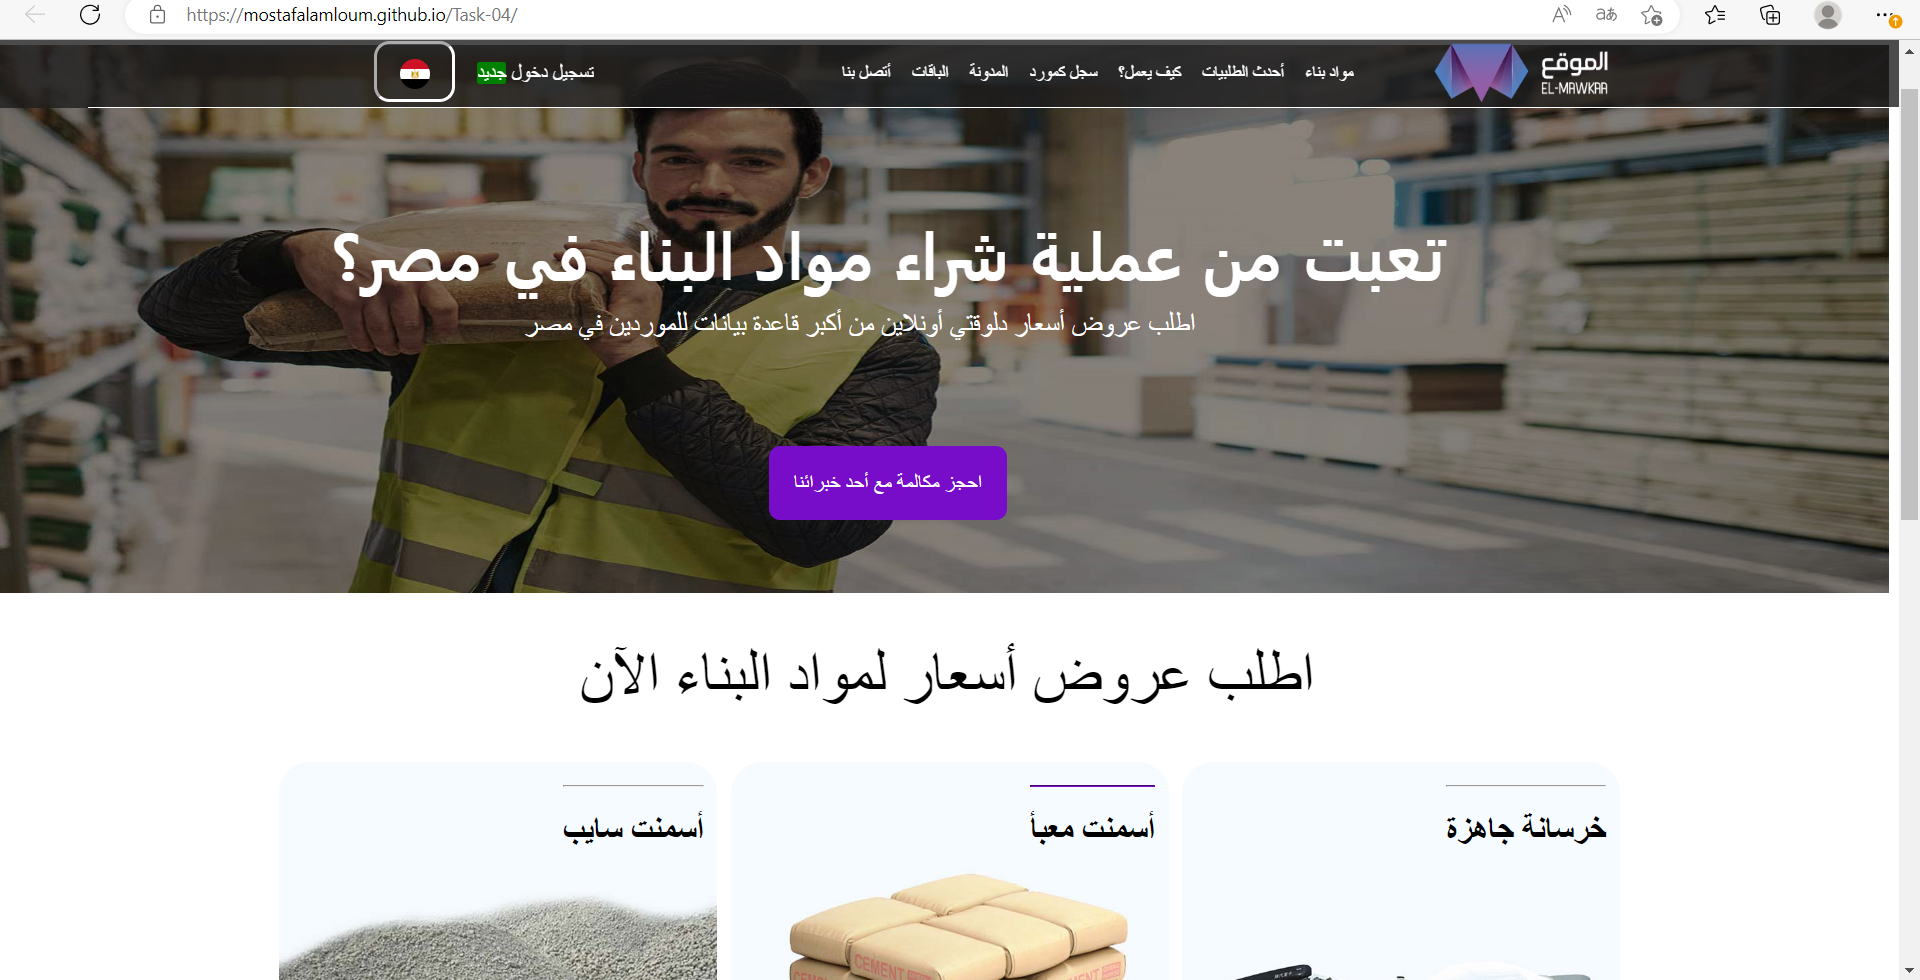 https://mostafalamloum.github.io/Task-04/
الموقع
EL-MAWKAA
مواد بناء أحدث الطلبيات كيف يعمل؟ سجل كمورد المدونة الباقات أتصل بنا
تسجيل دخول جديد
تعبت من عملية شراء مواد البناء في مصر؟
اطلب عروض أسعار دلوقتي أونلاين من أكبر قاعدة بيانات للموردين في مصر
احجز مكالمة مع أحد خبرائنا
اطلب عروض أسعار لمواد البناء الآن
خرسانة جاهزة
أسمنت معبأ
أسمنت سايب
CEMENT
CEMENT